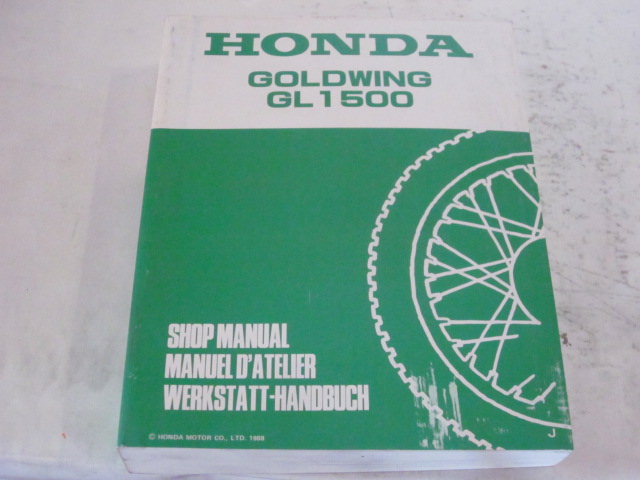 HONDA
GOLDWING
GL1500
SHOP MANUAL
MANUEL D'ATELIER
WERKSTATT-HANDBUCH
© HONDA MOTOR CO., LTD. 1988
J